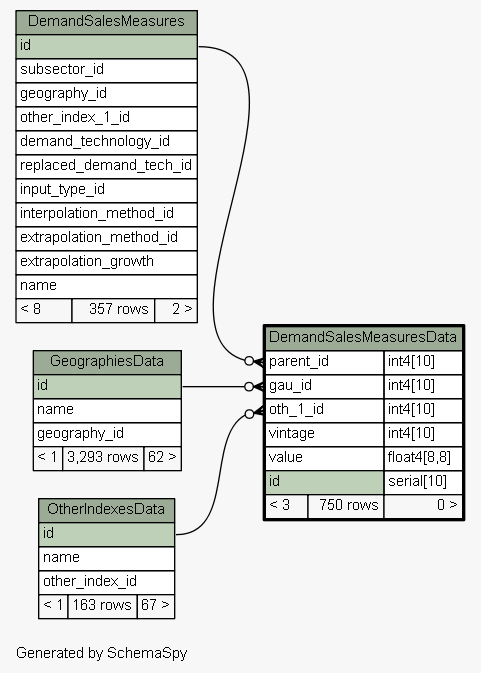 DemandSalesMeasures
id
subsector_id
geography_id
other_index_1_id
demand_technology_id
replaced_demand_tech_id
input_type_id
interpolation_method_id
extrapolation_method_id
extrapolation_growth
name
< 8 357 rows 2 >
DemandSalesMeasuresData
parent_id int4[10]
gau_id int4[10]
oth_1_id int4[10]
vintage int4[10]
value float4[8,8]
id serial[10]
< 3 750 rows 0 >
GeographiesData
id
name
geography_id
< 1 3,293 rows 62 >
OtherIndexesData
id
name
other_index_id
< 1 163 rows 67 >
Generated by SchemaSpy